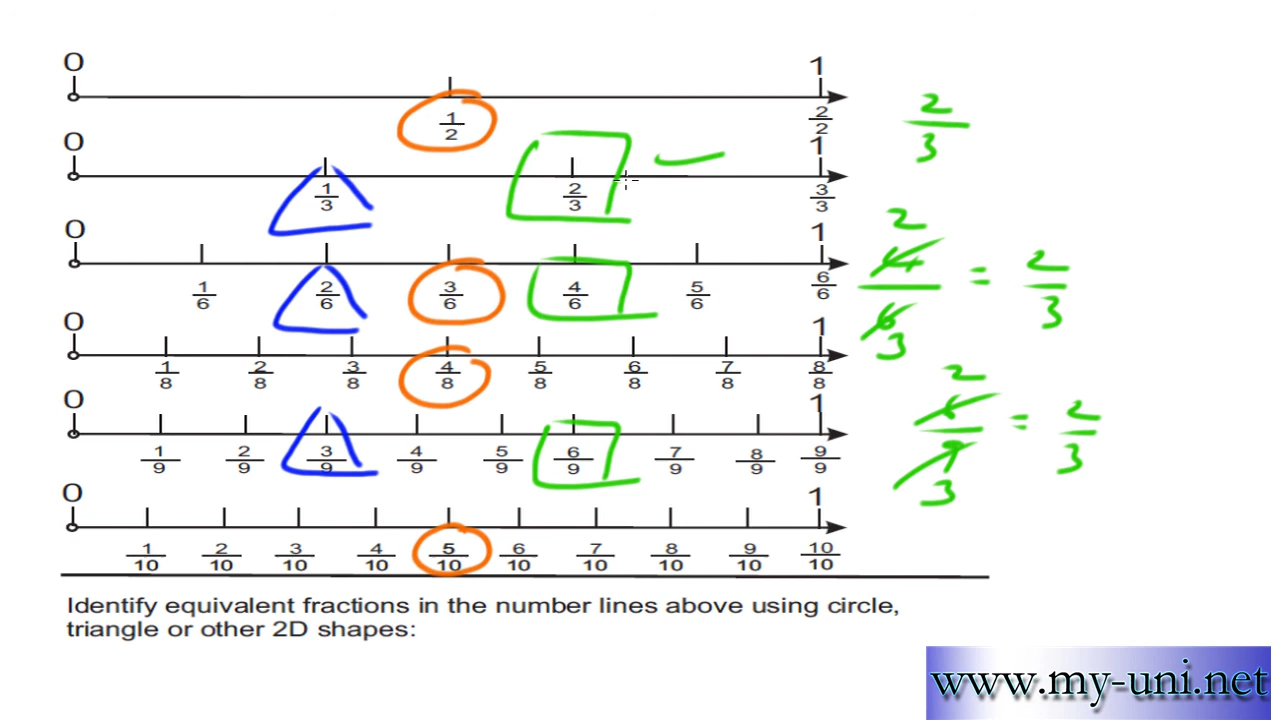 0 1
1/2 2/2
0 1
1/3 2/3 3/3
2/3
0 1
1/6 2/6 3/6 4/6 5/6 6/6
2
4/6 = 2/3
3
0 1
1/8 2/8 3/8 4/8 5/8 6/8 7/8 8/8
0 1
1/9 2/9 3/9 4/9 5/9 6/9 7/9 8/9 9/9
2
6/9 = 2/3
3
0 1
1/10 2/10 3/10 4/10 5/10 6/10 7/10 8/10 9/10 10/10
Identify equivalent fractions in the number lines above using circle,
triangle or other 2D shapes:
www.my-uni.net